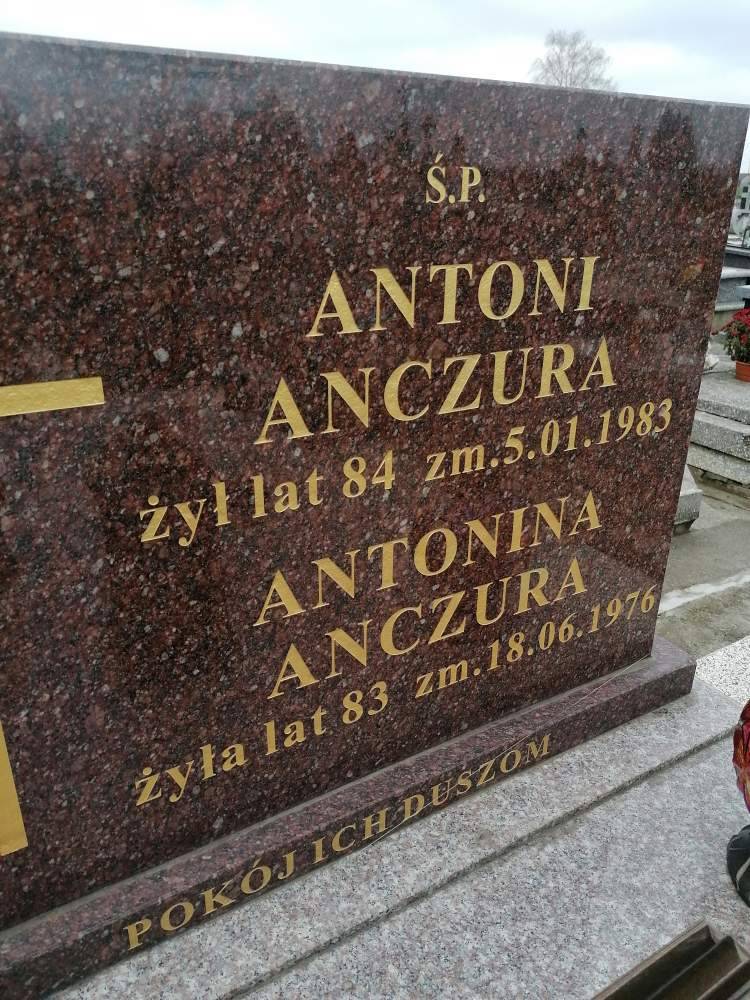 Ś.P.
ANTONI
ANCZURA
żył lat 84 zm.5.01.1983
ANTONINA
ANCZURA
żyła lat 83 zm.18.06.1976
POKÓJ ICH DUSZOM